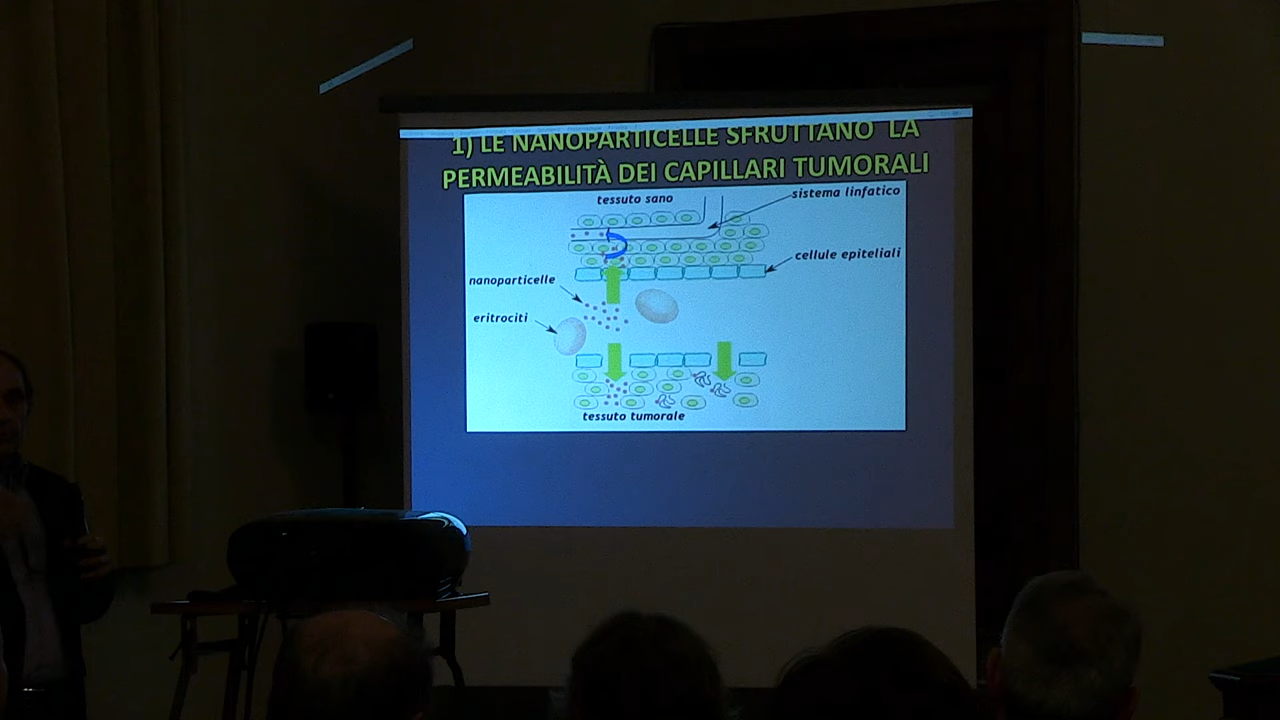 1) LE NANOPARTICELLE SFRUTTANO LA
PERMEABILITÀ DEI CAPILLARI TUMORALI
tessuto sano
sistema linfatico
cellule epiteliali
nanoparticelle
eritrociti
tessuto tumorale